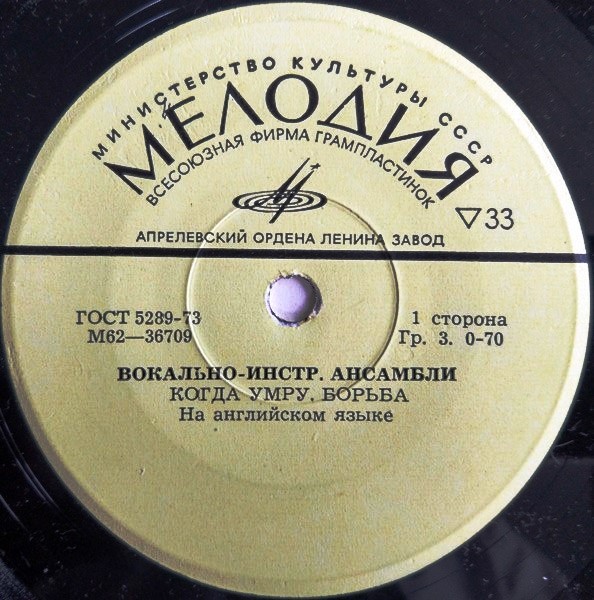 МИНИСТЕРСТВО КУЛЬТУРЫ СССР
МЕЛОДИЯ
ВСЕСОЮЗНАЯ ФИРМА ГРАМПЛАСТИНОК
▽33
АПРЕЛЕВСКИЙ ОРДЕНА ЛЕНИНА ЗАВОД
ГОСТ 5289-73
М62—36709
1 сторона
Гр. 3. 0-70
ВОКАЛЬНО-ИНСТР. АНСАМБЛИ
КОГДА УМРУ, БОРЬБА
На английском языке